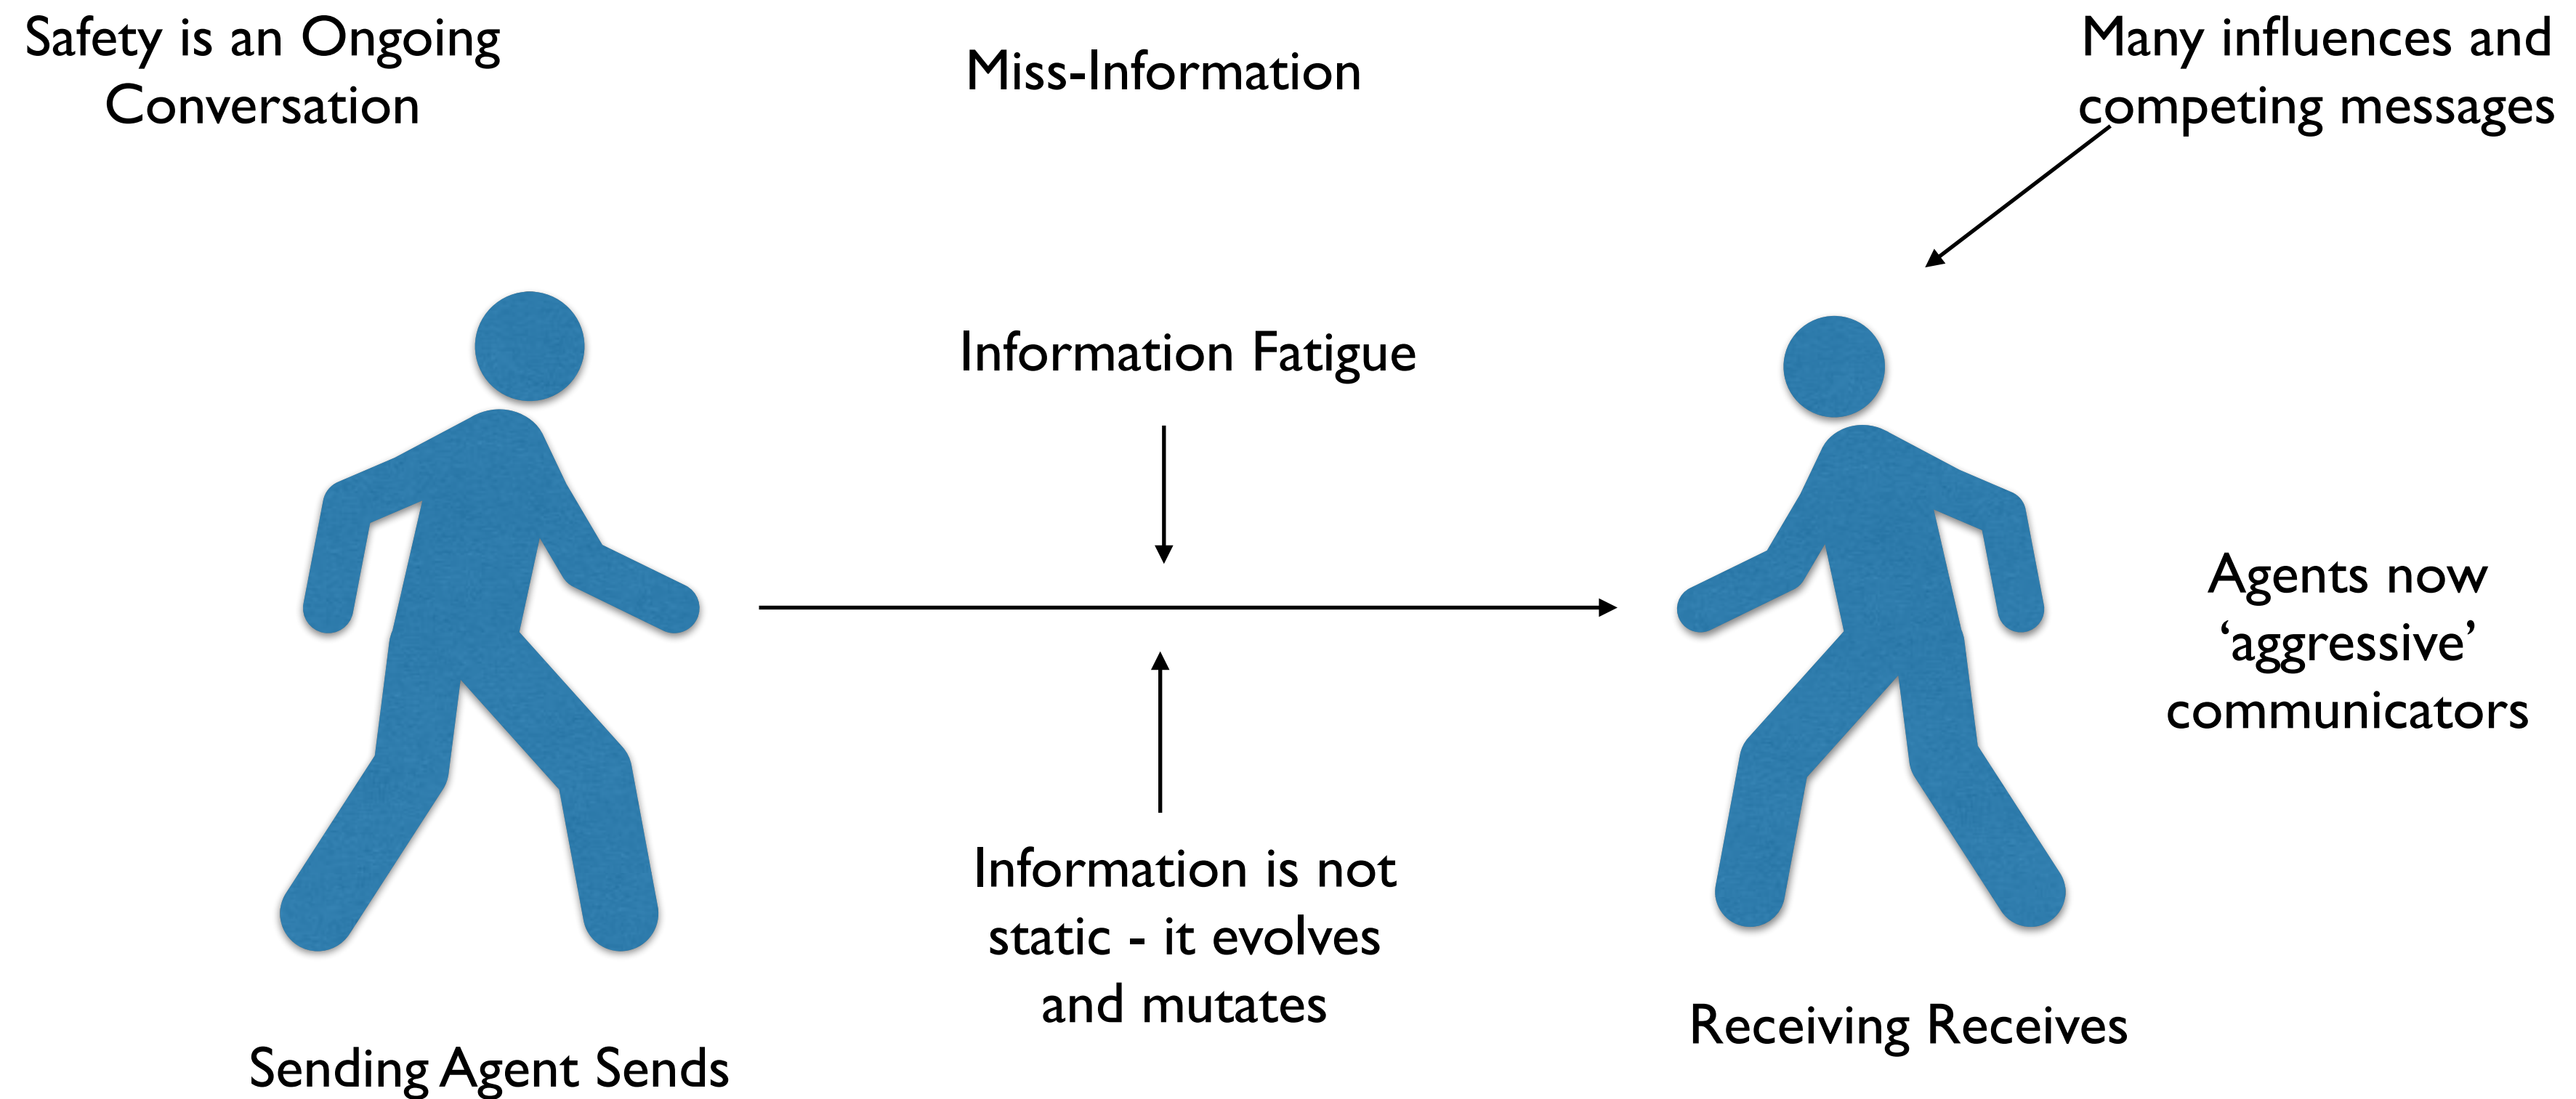 Safety is an Ongoing
Conversation
Miss-Information
Many influences and
competing messages
Information Fatigue
Agents now
‘aggressive’
communicators
Information is not
static - it evolves
and mutates
Sending Agent Sends
Receiving Receives